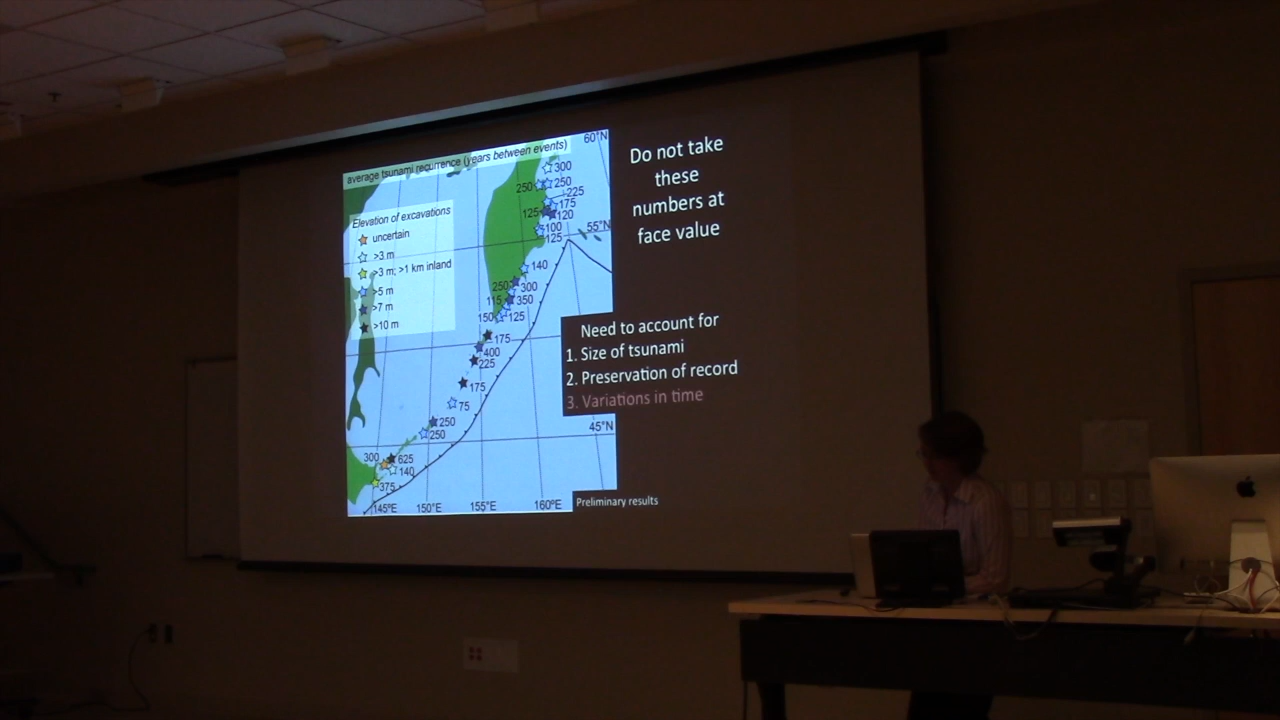 average tsunami recurrence (years between events)
60°N
Do not take
these
numbers at
face value
Elevation of excavations
uncertain
>3 m
>3 m; >1 km inland
>5 m
>7 m
>10 m
300
250
250
225
175
125
120
100
125
55°N
140
250
300
115
350
150
125
175
400
225
175
75
250
250
300
625
140
375
45°N
Need to account for
1. Size of tsunami
2. Preservation of record
3. Variations in time
145°E
150°E
155°E
160°E
Preliminary results